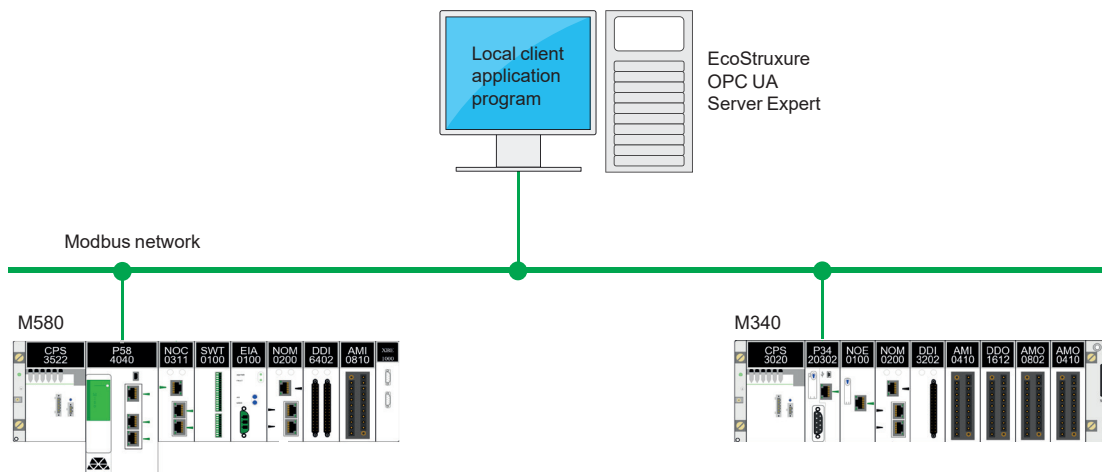 Local client
application
program
EcoStruxure
OPC UA
Server Expert
Modbus network
M580
CPS
3522
P58
4040
NOC
0311
SWT
0100
EIA
0100
NOM
0200
DDI
6402
AMI
0810
XBE
1000
M340
CPS
3020
P34
20302
NOE
0100
NOM
0200
DDI
3202
AMI
0410
DDO
1612
AMO
0802
AMO
0410